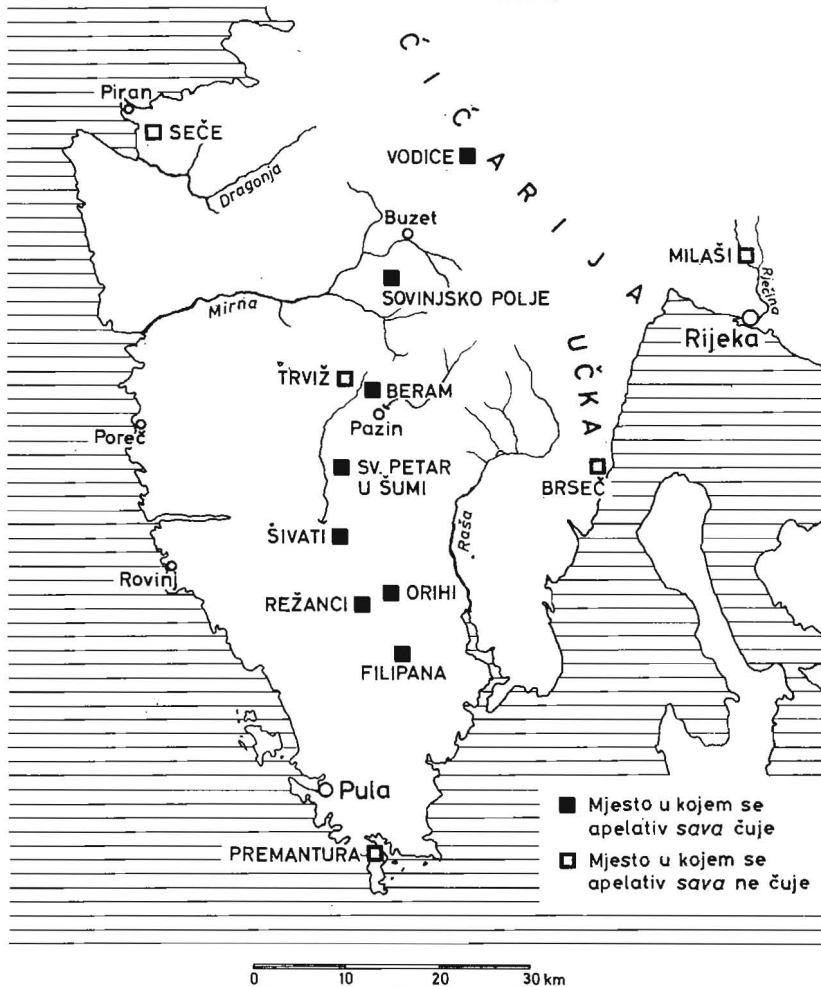 ĆIĆARIJA
Piran
SEČE
VODICE
Dragonja
Buzet
MILAŠI
Rječina
SOVINJSKO POLJE
Mirna
Rijeka
UČKA
TRVIŽ
BERAM
Pazin
Poreč
SV. PETAR
U ŠUMI
BRSEČ
ŠIVATI
Raša
Rovinj
ORIHI
REŽANCI
FILIPANA
Pula
Mjesto u kojem se
apelativ sava čuje
PREMANTURA
Mjesto u kojem se
apelativ sava ne čuje
0 10 20 30 km